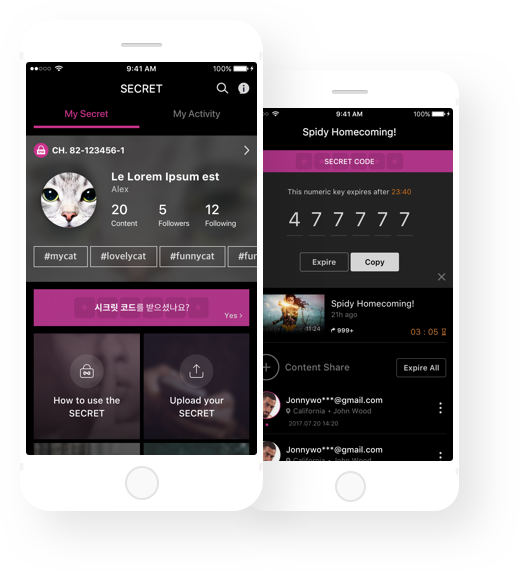 9:41 AM
100%
SECRET
My Secret
My Activity
CH. 82-123456-1
Le Lorem Ipsum est
Alex
20
5
12
Content
Followers
Following
#mycat
#lovelycat
#funnycat
#fur
시크릿 코드를 받으셨나요?
Yes >
How to use the
SECRET
Upload your
SECRET
9:41 AM
100%
Spidy Homecoming!
SECRET CODE
This numeric key expires after 23:40
4 7 7 7 7 7
Expire
Copy
Spidy Homecoming!
21h ago
11:24
999+
03 : 05
Content Share
Expire All
Jonnywo***@gmail.com
California • John Wood
2017.07.20 14:20
Jonnywo***@gmail.com
California • John Wood